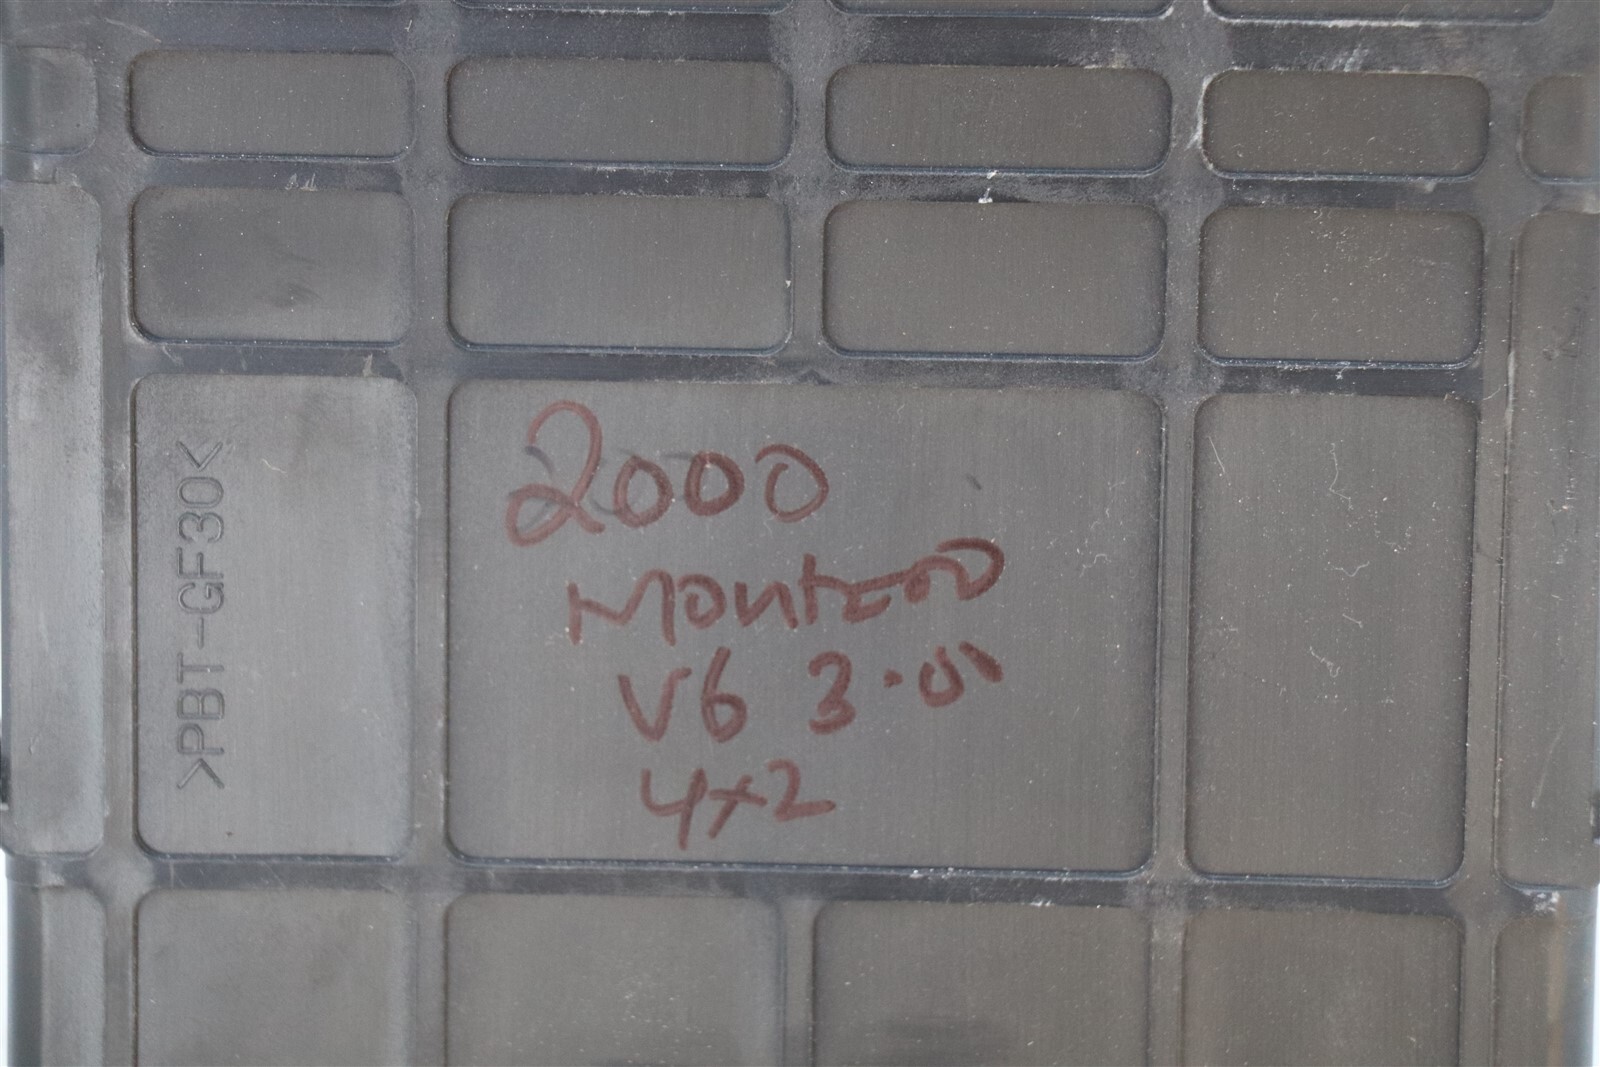 >PBT-GF30<
2000
Montero
V6 3.0l
4x2